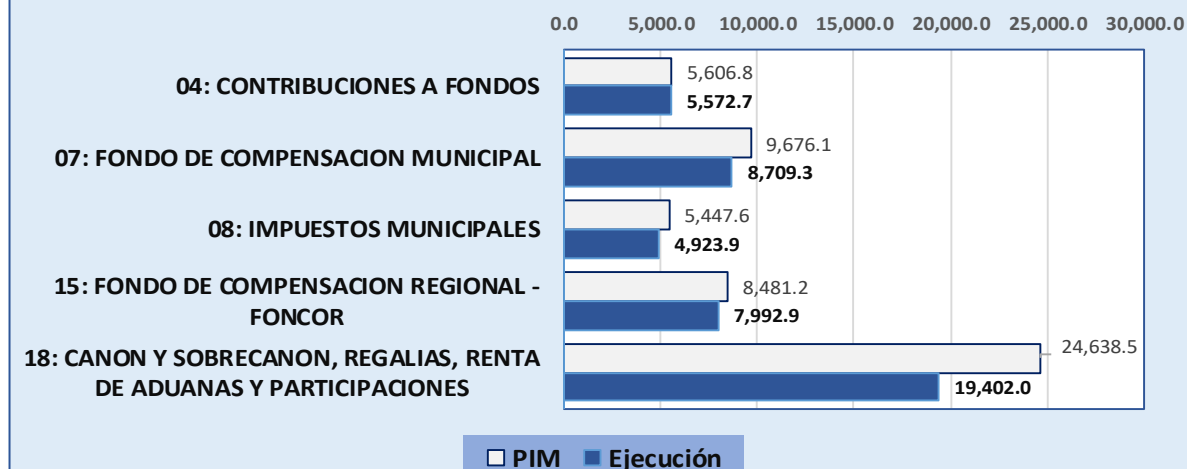 0.0 5,000.0 10,000.0 15,000.0 20,000.0 25,000.0 30,000.0
04: CONTRIBUCIONES A FONDOS
5,606.8
5,572.7
07: FONDO DE COMPENSACION MUNICIPAL
9,676.1
8,709.3
08: IMPUESTOS MUNICIPALES
5,447.6
4,923.9
15: FONDO DE COMPENSACION REGIONAL -
FONCOR
8,481.2
7,992.9
18: CANON Y SOBRECANON, REGALIAS, RENTA
DE ADUANAS Y PARTICIPACIONES
24,638.5
19,402.0
PIM Ejecución